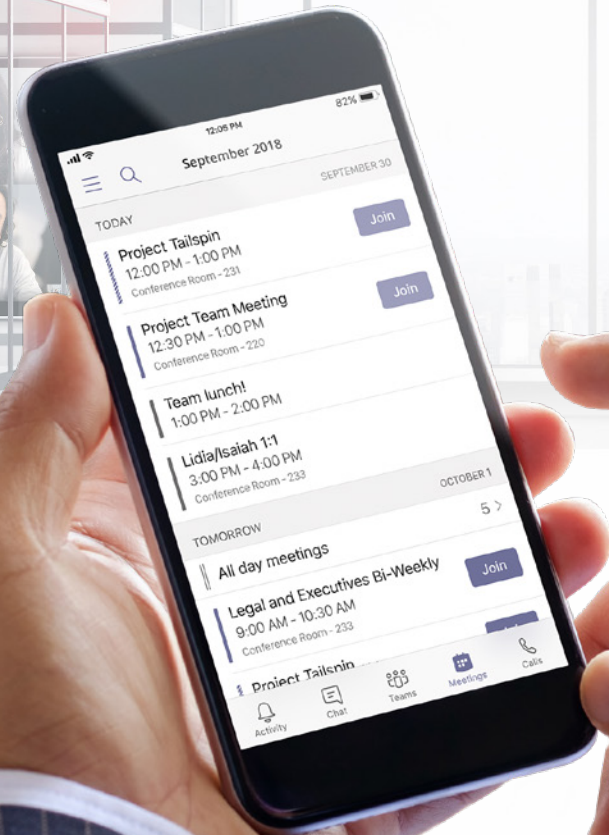 12:05 PM
82%
September 2018
TODAY
SEPTEMBER 30
Project Tailspin
12:00 PM - 1:00 PM
Conference Room - 231
Join
Project Team Meeting
12:30 PM - 1:00 PM
Conference Room - 220
Join
Team lunch!
1:00 PM - 2:00 PM
Lidia/Isaiah 1:1
3:00 PM - 4:00 PM
Conference Room - 233
TOMORROW
OCTOBER 1
All day meetings
5 >
Legal and Executives Bi-Weekly
9:00 AM - 10:30 AM
Conference Room - 233
Join
Project Tailspin
Activity
Chat
Teams
Meetings
Calls